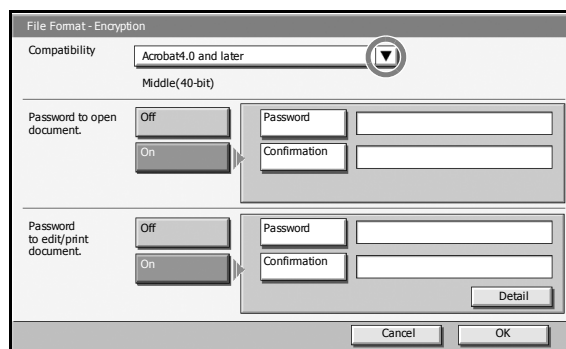 File Format - Encryption
Compatibility
Acrobat4.0 and later
Middle(40-bit)
Password to open
document.
Off
Password
On
Confirmation
Password
to edit/print
document.
Off
Password
On
Confirmation
Detail
Cancel
OK